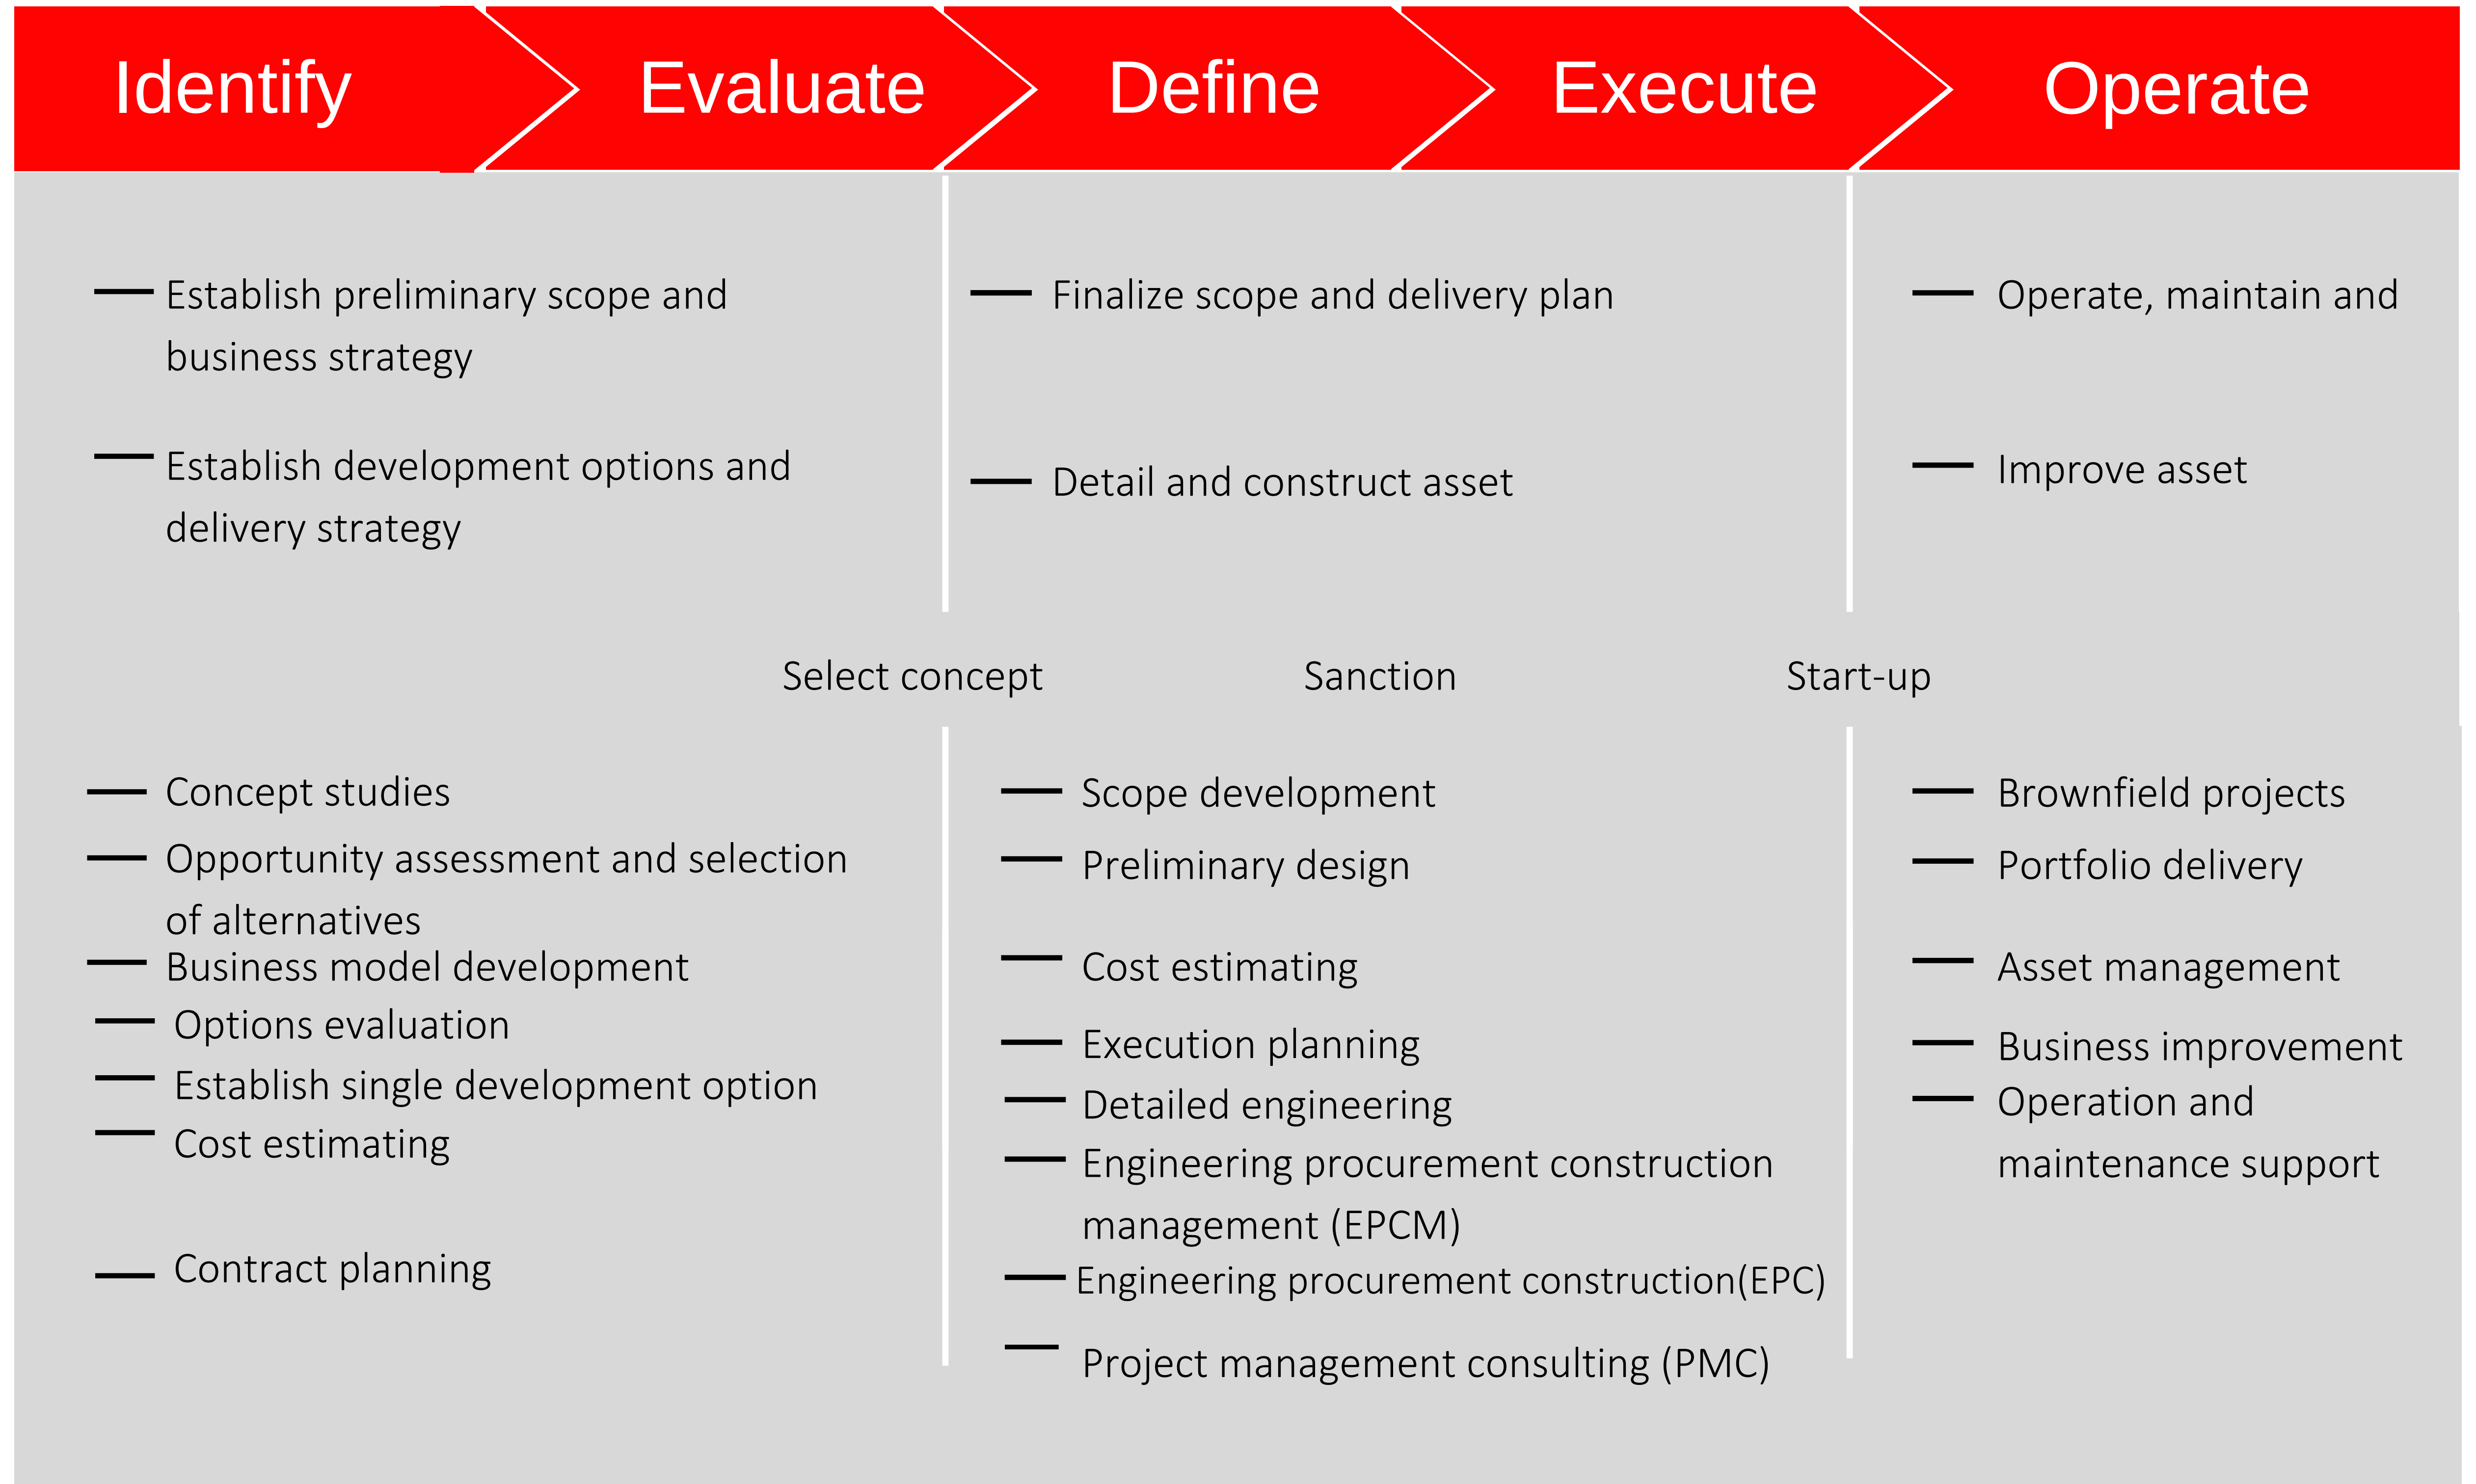 Identify
Evaluate
Define
Execute
Operate
Establish preliminary scope and
business strategy
Establish development options and
delivery strategy
Finalize scope and delivery plan
Detail and construct asset
Operate, maintain and
Improve asset
Select concept
Sanction
Start-up
Concept studies
Opportunity assessment and selection
of alternatives
Business model development
Options evaluation
Establish single development option
Cost estimating
Contract planning
Scope development
Preliminary design
Cost estimating
Execution planning
Detailed engineering
Engineering procurement construction
management (EPCM)
Engineering procurement construction(EPC)
Project management consulting (PMC)
Brownfield projects
Portfolio delivery
Asset management
Business improvement
Operation and
maintenance support